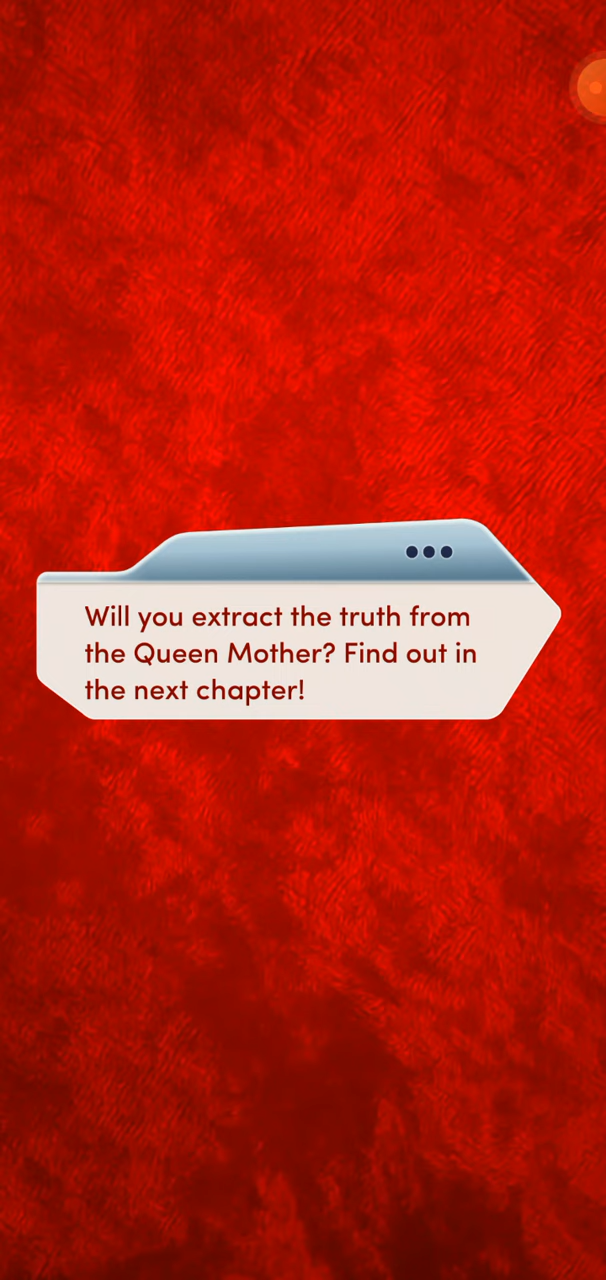 Will you extract the truth from
the Queen Mother? Find out in
the next chapter!